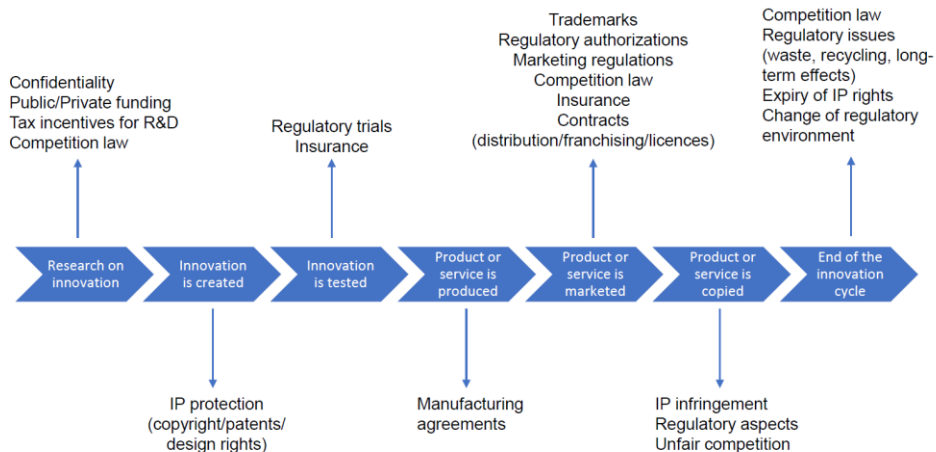 Confidentiality
Public/Private funding
Tax incentives for R&D
Competition law
Regulatory trials
Insurance
Trademarks
Regulatory authorizations
Marketing regulations
Competition law
Insurance
Contracts
(distribution/franchising/licences)
Competition law
Regulatory issues
(waste, recycling, long-
term effects)
Expiry of IP rights
Change of regulatory
environment
Research on
innovation
Innovation
is created
Innovation
is tested
Product or
service is
produced
Product or
service is
marketed
Product or
service is
copied
End of the
innovation
cycle
IP protection
(copyright/patents/
design rights)
Manufacturing
agreements
IP infringement
Regulatory aspects
Unfair competition